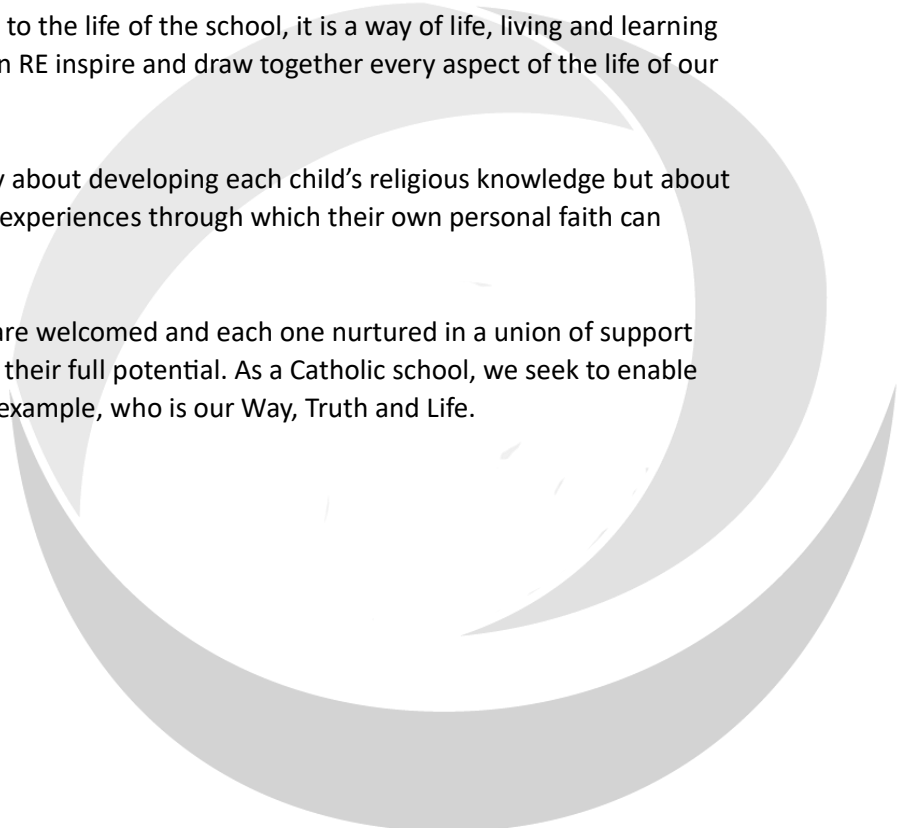 to the life of the school, it is a way of life, living and learning
n RE inspire and draw together every aspect of the life of our
y about developing each child’s religious knowledge but about
experiences through which their own personal faith can
are welcomed and each one nurtured in a union of support
their full potential. As a Catholic school, we seek to enable
example, who is our Way, Truth and Life.